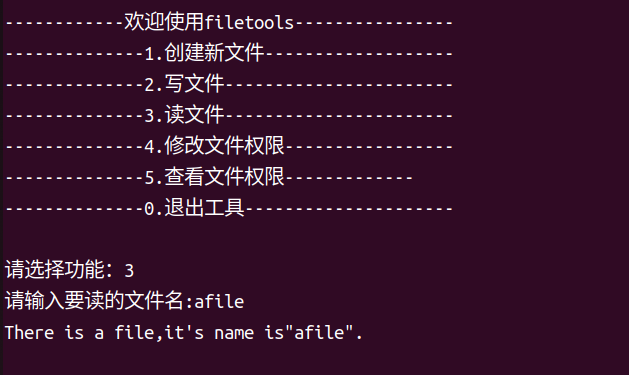 ------------欢迎使用filetools----------------
--------------1.创建新文件-------------------
--------------2.写文件-----------------------
--------------3.读文件-----------------------
--------------4.修改文件权限-----------------
--------------5.查看文件权限-------------
--------------0.退出工具---------------------
请选择功能：3
请输入要读的文件名:afile
There is a file,it's name is"afile".